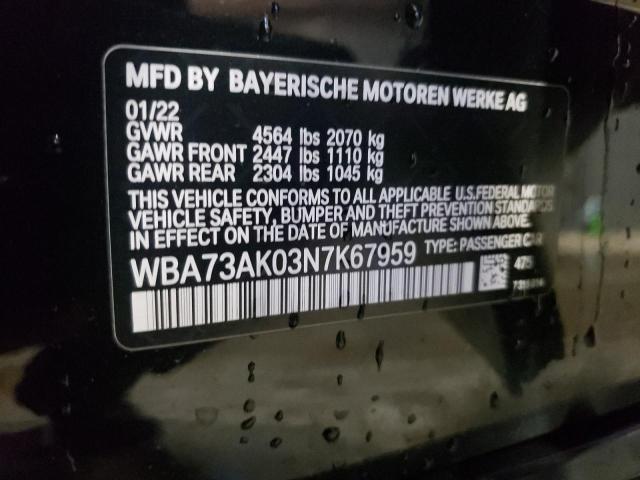 MFD BY BAYERISCHE MOTOREN WERKE AG
01/22
GVWR 4564 lbs 2070 kg
GAWR FRONT 2447 lbs 1110 kg
GAWR REAR 2304 lbs 1045 kg
THIS VEHICLE CONFORMS TO ALL APPLICABLE U.S.FEDERAL MOTOR
VEHICLE SAFETY, BUMPER AND THEFT PREVENTION STANDARDS
IN EFFECT ON THE DATE OF MANUFACTURE SHOWN ABOVE.
WBA73AK03N7K67959 TYPE: PASSENGER CAR
475